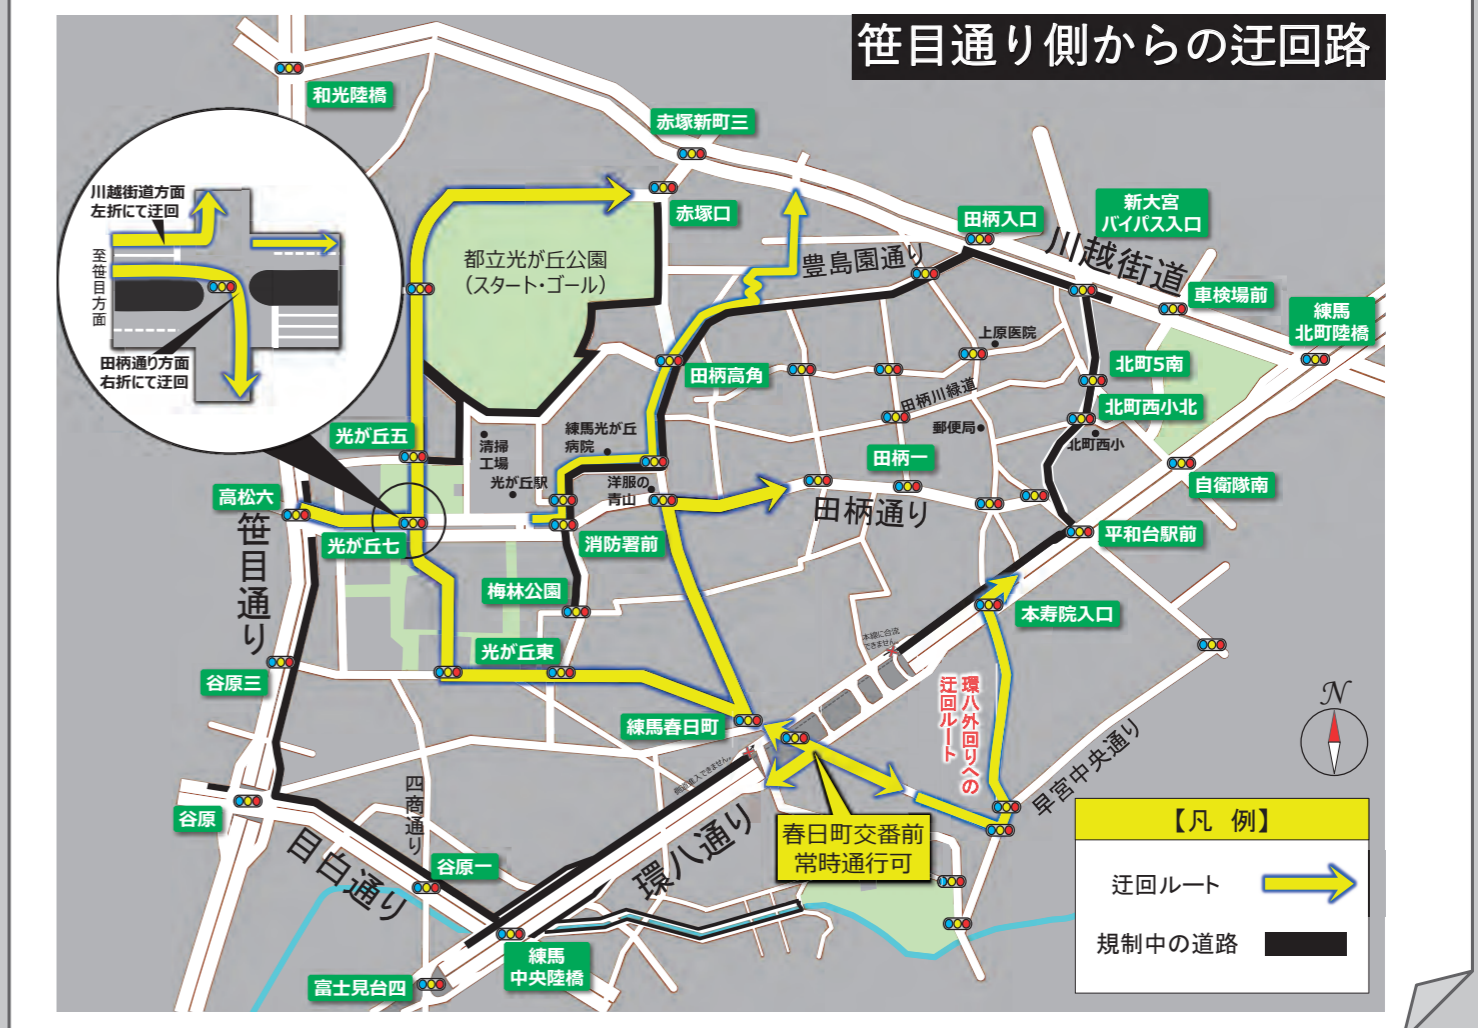 笹目通り側からの迂回路
和光陸橋
赤塚新町三
川越街道方面
左折にて迂回
至笹目方面
田柄通り方面
右折にて迂回
赤塚口
田柄入口
新大宮
バイパス入口
川越街道
都立光が丘公園
(スタート・ゴール)
豊島園通り
車検場前
練馬
北町陸橋
上原医院
田柄高角
北町5南
田柄川緑道
北町西小北
光が丘五
清掃
工場
練馬光が丘
病院
郵便局
北町西小
高松六
光が丘駅
洋服の
青山
田柄一
自衛隊南
笹目通り
光が丘七
消防署前
田柄通り
平和台駅前
梅林公園
本寿院入口
本線に合流
できません。
光が丘東
谷原三
環八外回りへの
迂回ルート
練馬春日町
N
早宮中央通り
四商通り
谷原
目白通り
環八通り
春日町交番前
常時通行可
【凡 例】
谷原一
迂回ルート
規制中の道路
練馬
中央陸橋
富士見台四